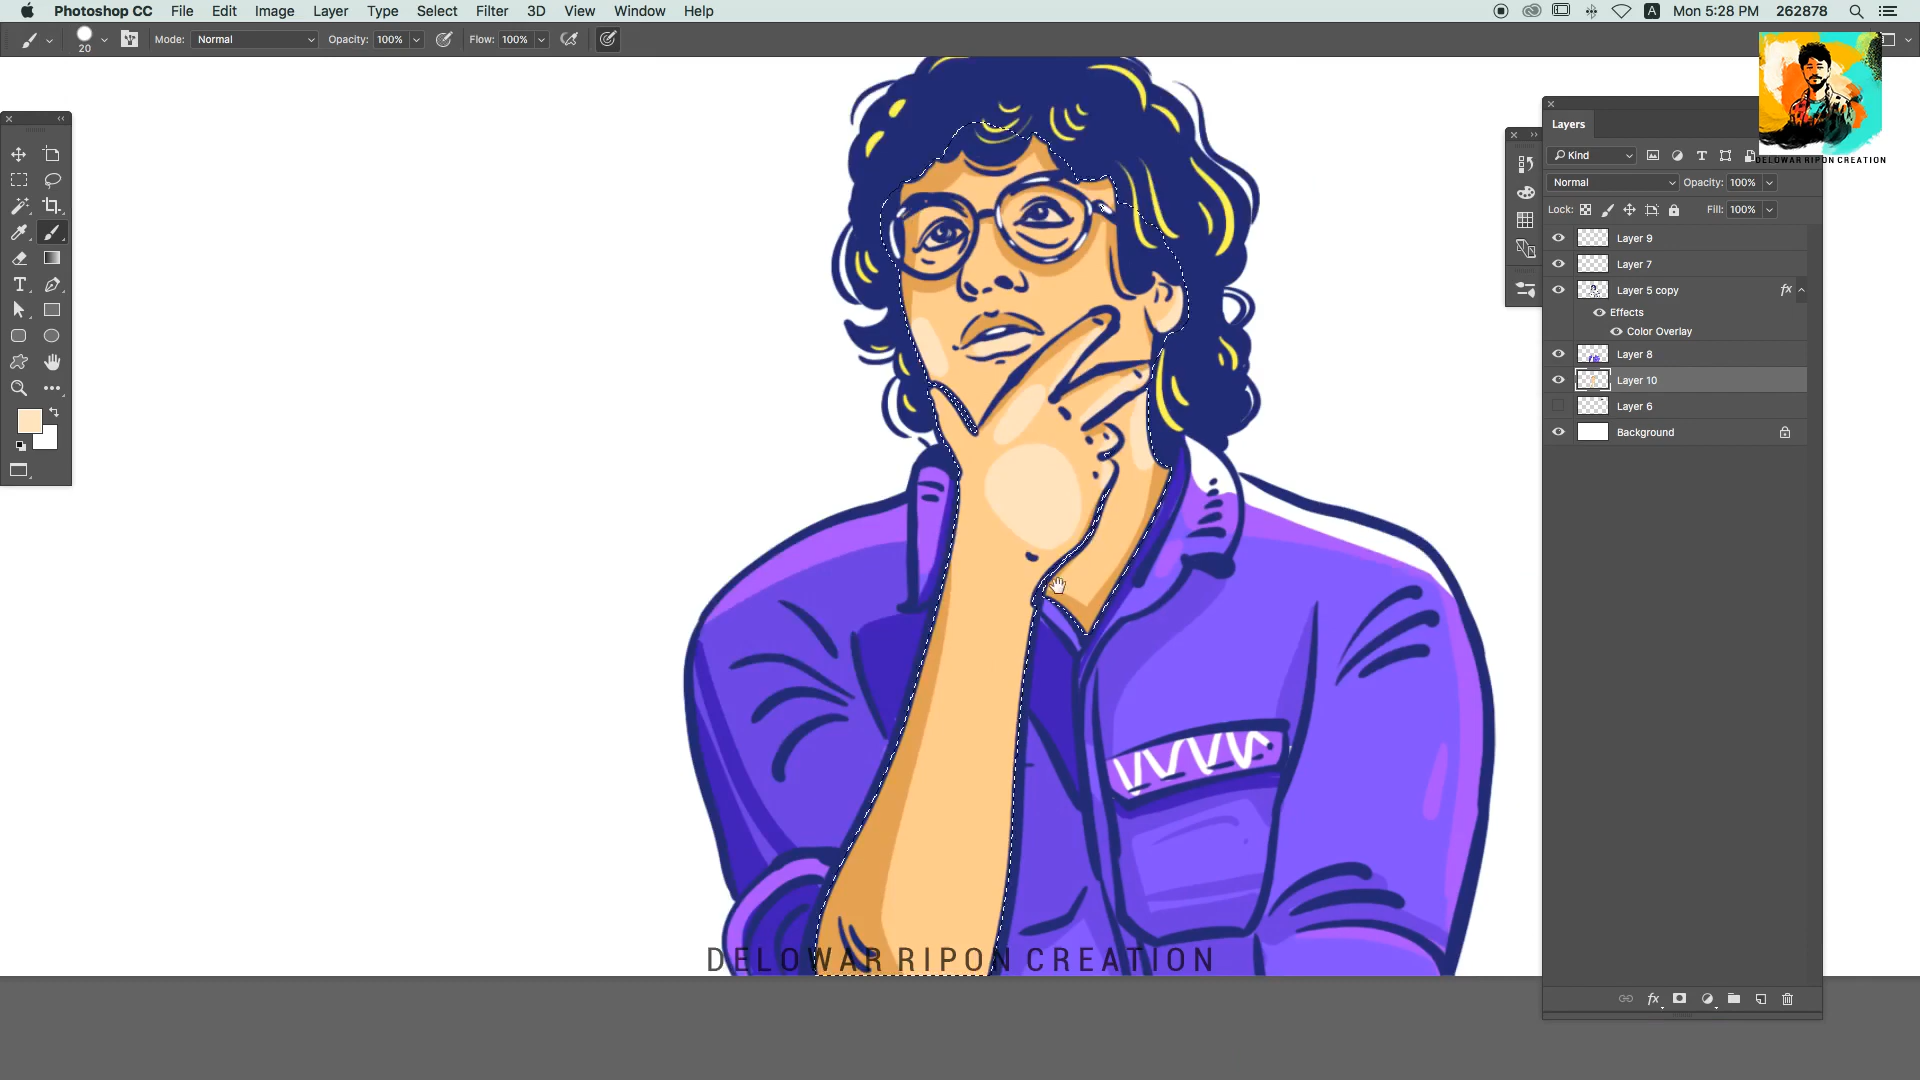 Photoshop CC File Edit Image Layer Type Select Filter 3D View Window Help
A Mon 5:28 PM 262878
20 Mode: Normal Opacity: 100% Flow: 100%
DELOWAR RIPON CREATION
Layers
Kind
Normal Opacity: 100%
Lock: Fill: 100%
Layer 9
Layer 7
Layer 5 copy fx
Effects
Color Overlay
Layer 8
Layer 10
Layer 6
Background
fx
DELOWAR RIPON CREATION